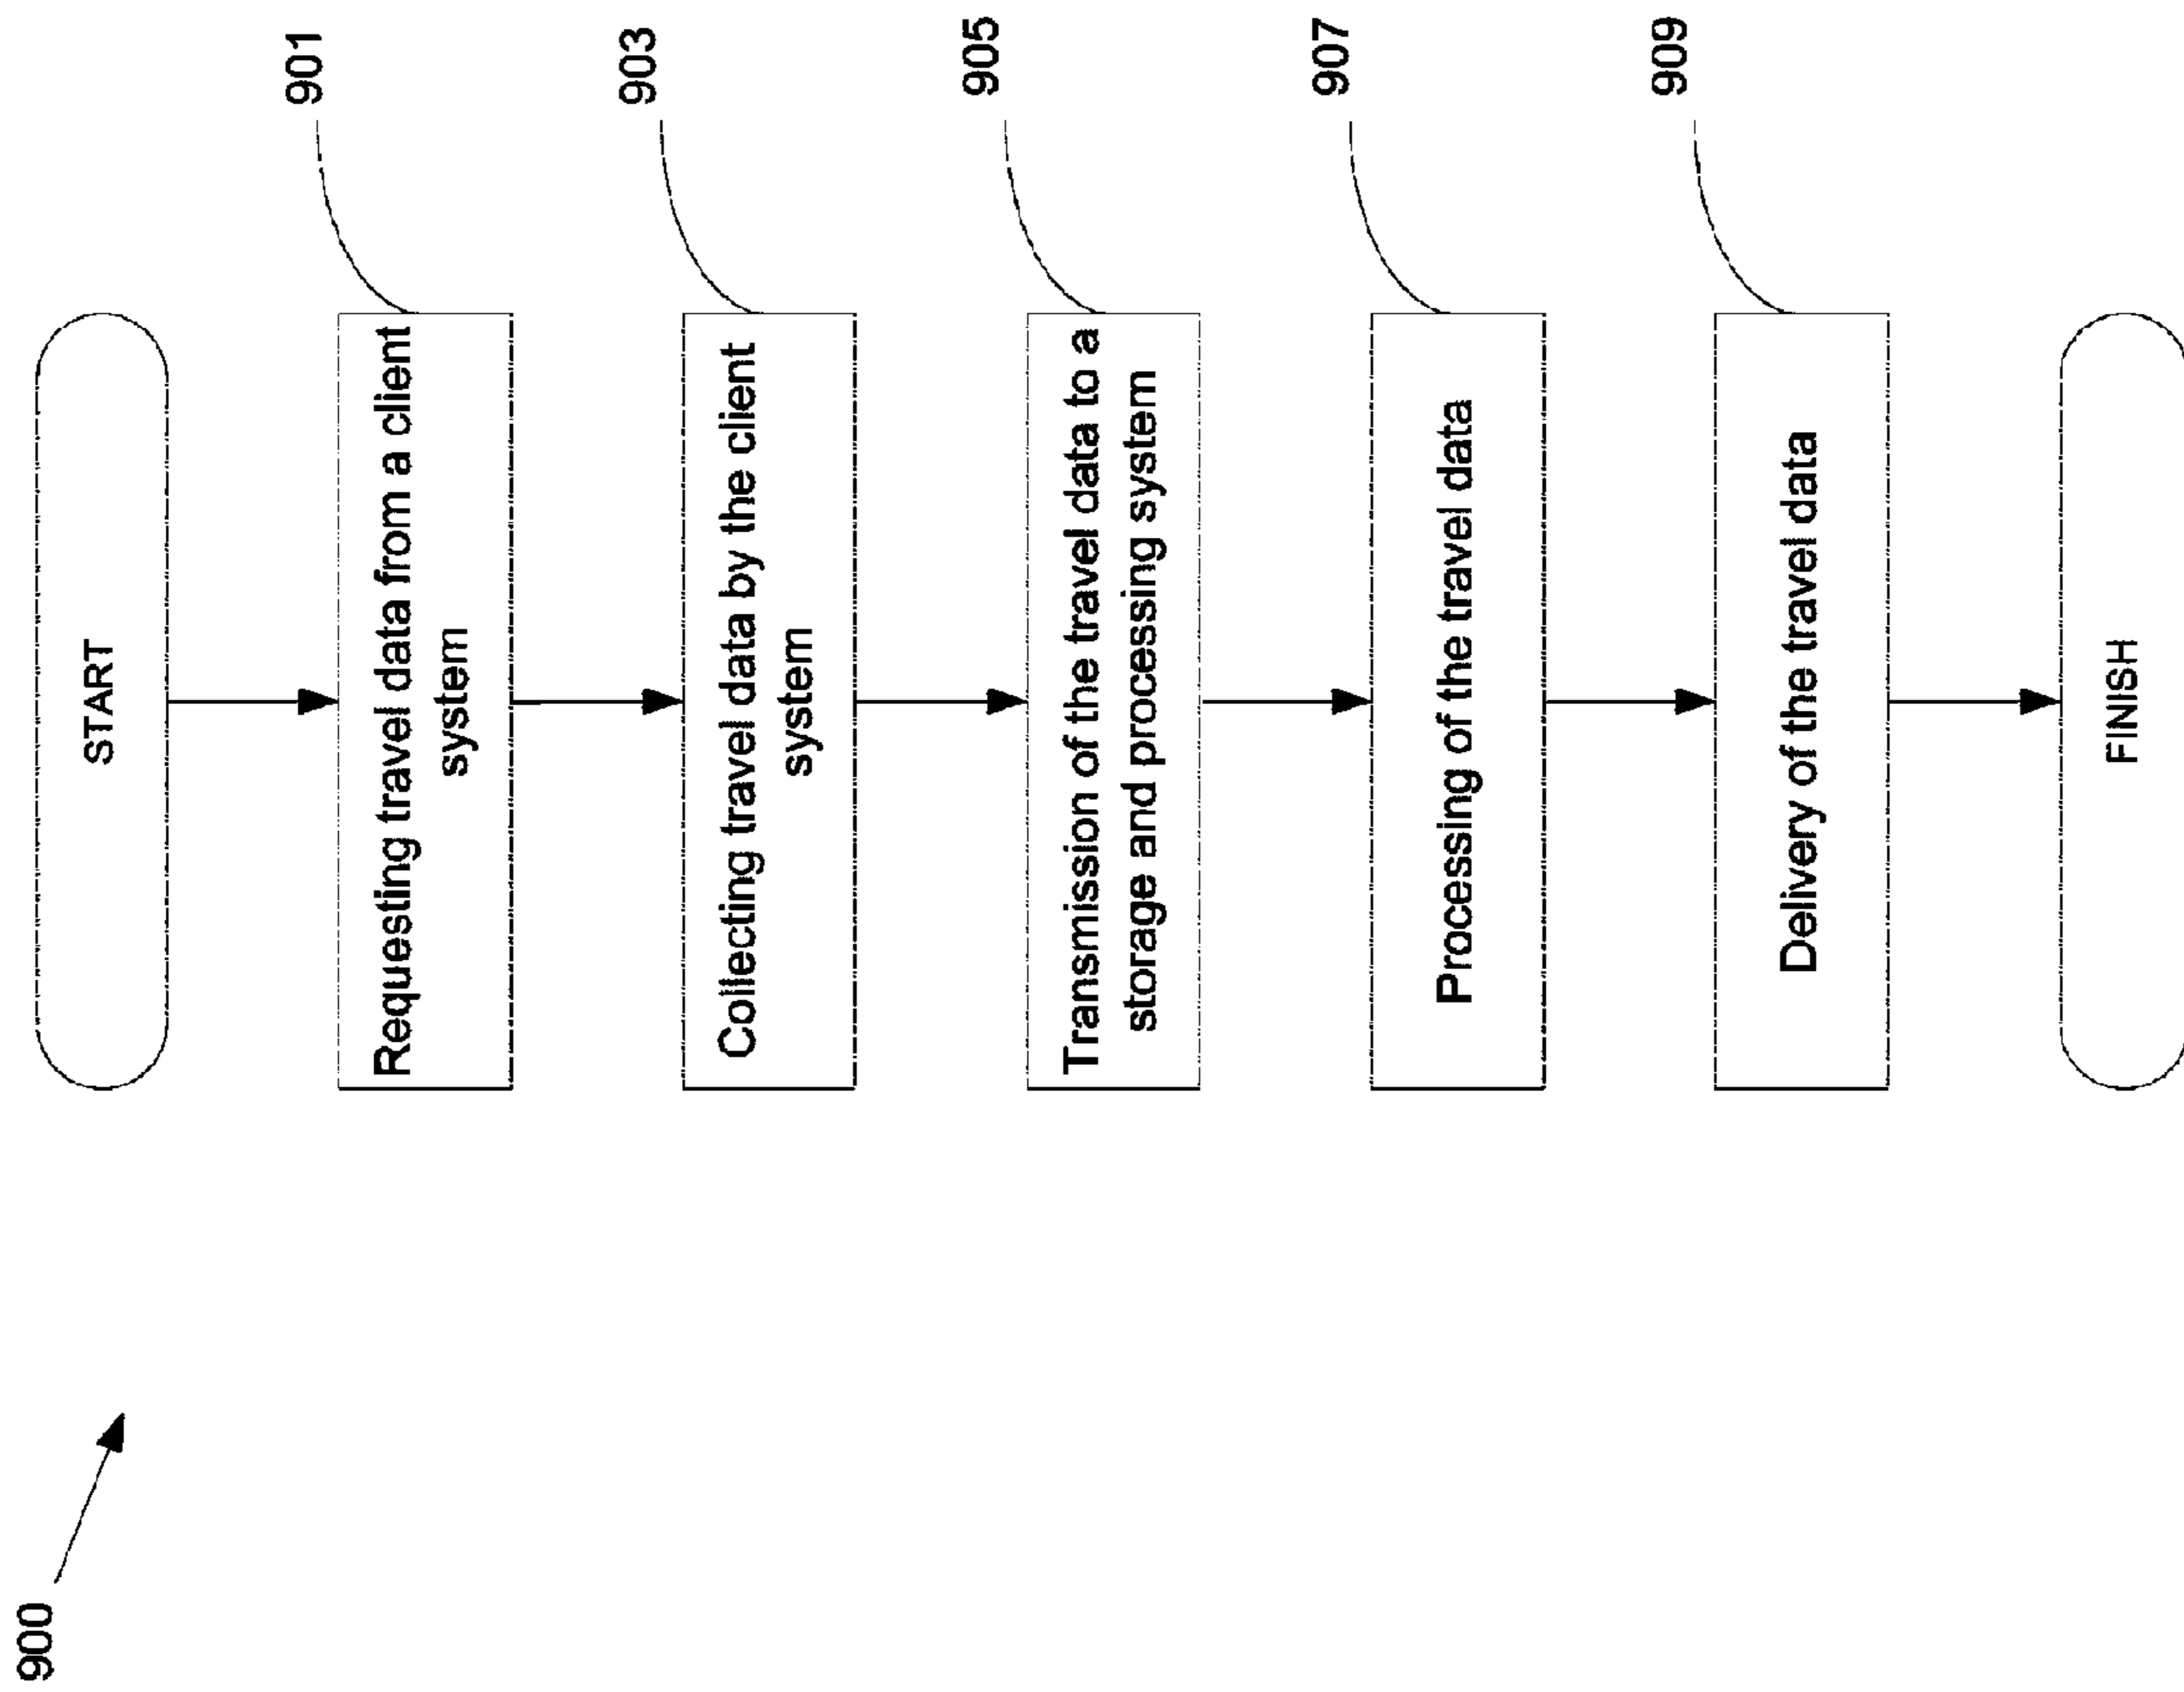 900
START
901
Requesting travel data from a client
system
903
Collecting travel data by the client
system
905
Transmission of the travel data to a
storage and processing system
907
Processing of the travel data
909
Delivery of the travel data
FINISH